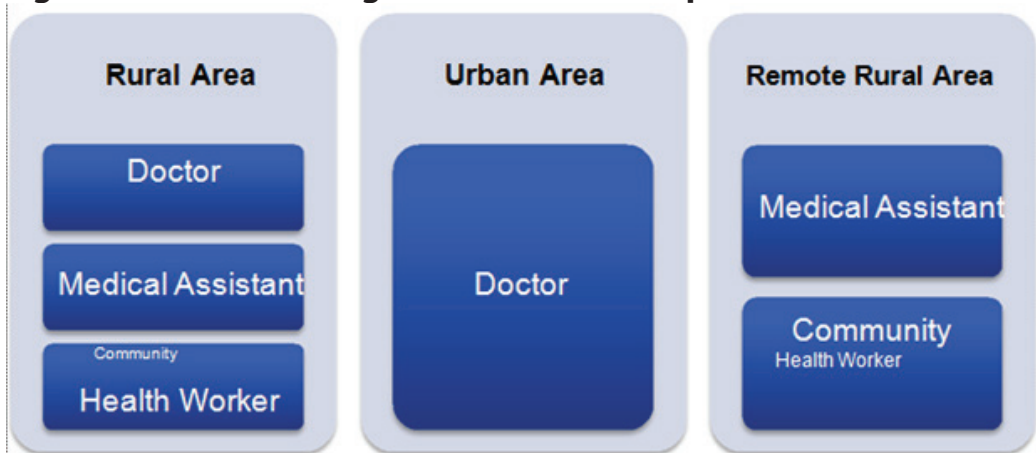 Rural Area
Doctor
Medical Assistant
Community
Health Worker
Urban Area
Doctor
Remote Rural Area
Medical Assistant
Community
Health Worker